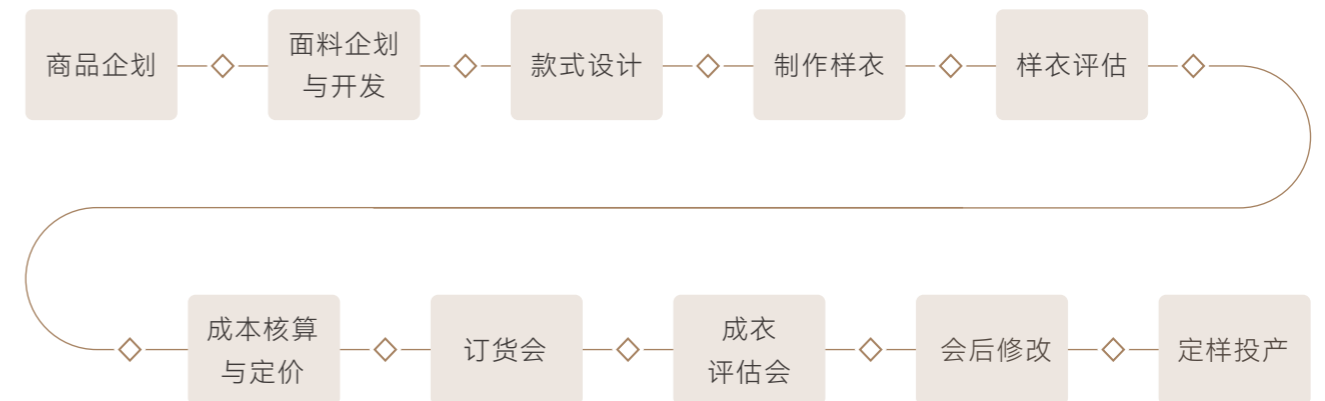 商品企划
面料企划
与开发
款式设计
制作样衣
样衣评估
成本核算
与定价
订货会
成衣
评估会
会后修改
定样投产